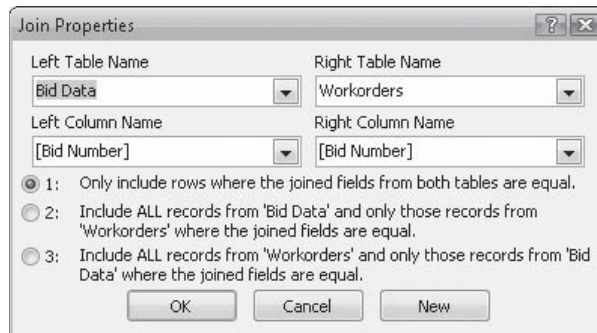 Join Properties
Left Table Name
Right Table Name
Bid Data
Workorders
Left Column Name
Right Column Name
[Bid Number]
[Bid Number]
1: Only include rows where the joined fields from both tables are equal.
2: Include ALL records from 'Bid Data' and only those records from
'Workorders' where the joined fields are equal.
3: Include ALL records from 'Workorders' and only those records from 'Bid
Data' where the joined fields are equal.
OK
Cancel
New